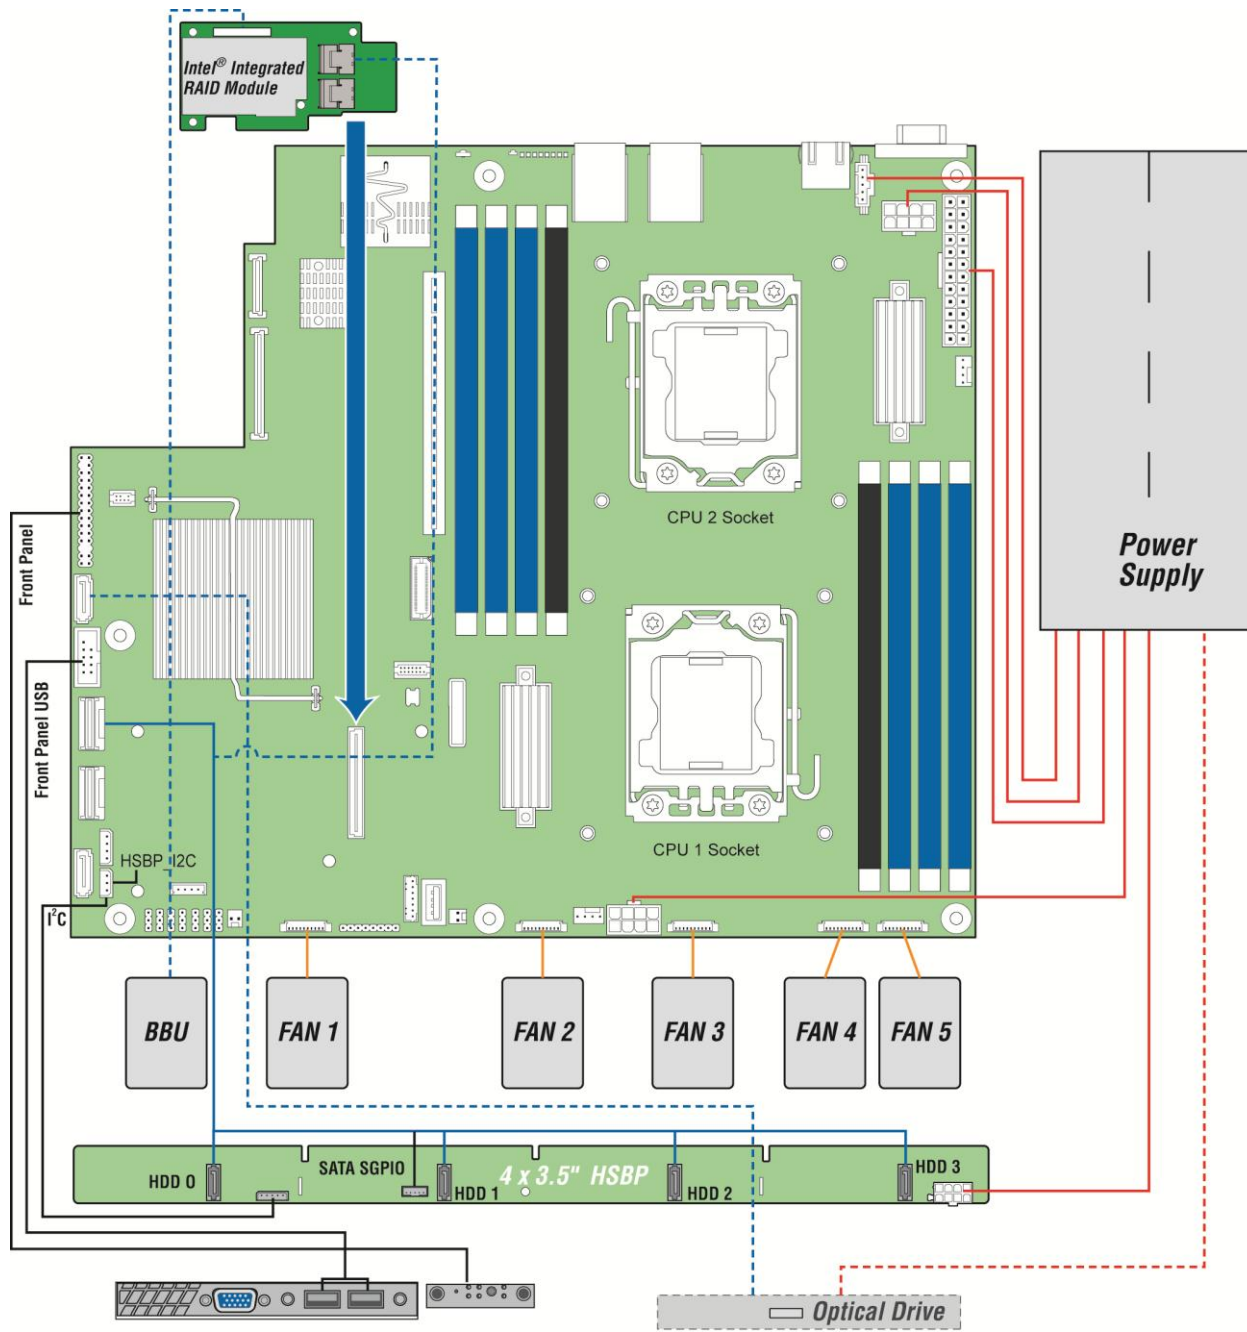 Intel® Integrated
RAID Module
CPU 2 Socket
Front Panel
Power
Supply
Front Panel USB
CPU 1 Socket
HSBP_I2C
I²C
BBU
FAN 1
FAN 2
FAN 3
FAN 4
FAN 5
HDD 0
SATA SGPIO
HDD 1
4 x 3.5" HSBP
HDD 2
HDD 3
Optical Drive